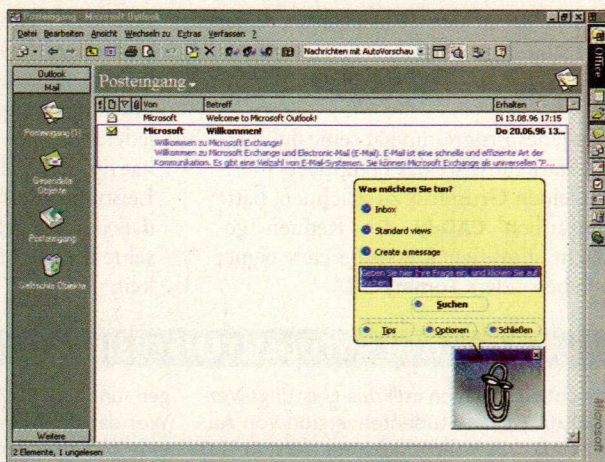 Posteingang - Microsoft Outlook
Datei Bearbeiten Ansicht Wechseln zu Extras Verfassen ?
Nachrichten mit AutoVorschau
Outlook
Mail
Posteingang (1)
Gesendete Objekte
Postausgang
Gelöschte Objekte
Weitere
Posteingang
Von Betreff Erhalten
Microsoft Welcome to Microsoft Outlook! Di 13.08.96 17:15
Microsoft Willkommen! Do 20.06.96 13...
Willkommen zu Microsoft Exchange!
Willkommen zu Microsoft Exchange und Electronic-Mail (E-Mail). E-Mail ist eine schnelle und effiziente Art der
Kommunikation. Es gibt eine Vielzahl von E-Mail-Systemen. Sie können Microsoft Exchange als universellen "P...
Was möchten Sie tun?
Inbox
Standard views
Create a message
Geben Sie hier Ihre Frage ein, und klicken Sie auf
Suchen.
Suchen
Tips Optionen Schließen
2 Elemente, 1 ungelesen
Office
Microsoft